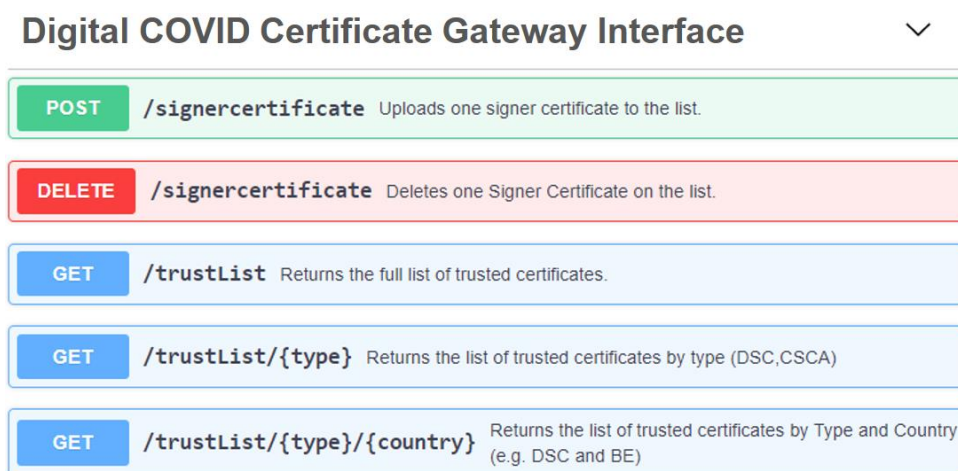 Digital COVID Certificate Gateway Interface
POST /signercertificate Uploads one signer certificate to the list.
DELETE /signercertificate Deletes one Signer Certificate on the list.
GET /trustList Returns the full list of trusted certificates.
GET /trustList/{type} Returns the list of trusted certificates by type (DSC,CSCA)
GET /trustList/{type}/{country} Returns the list of trusted certificates by Type and Country
(e.g. DSC and BE)